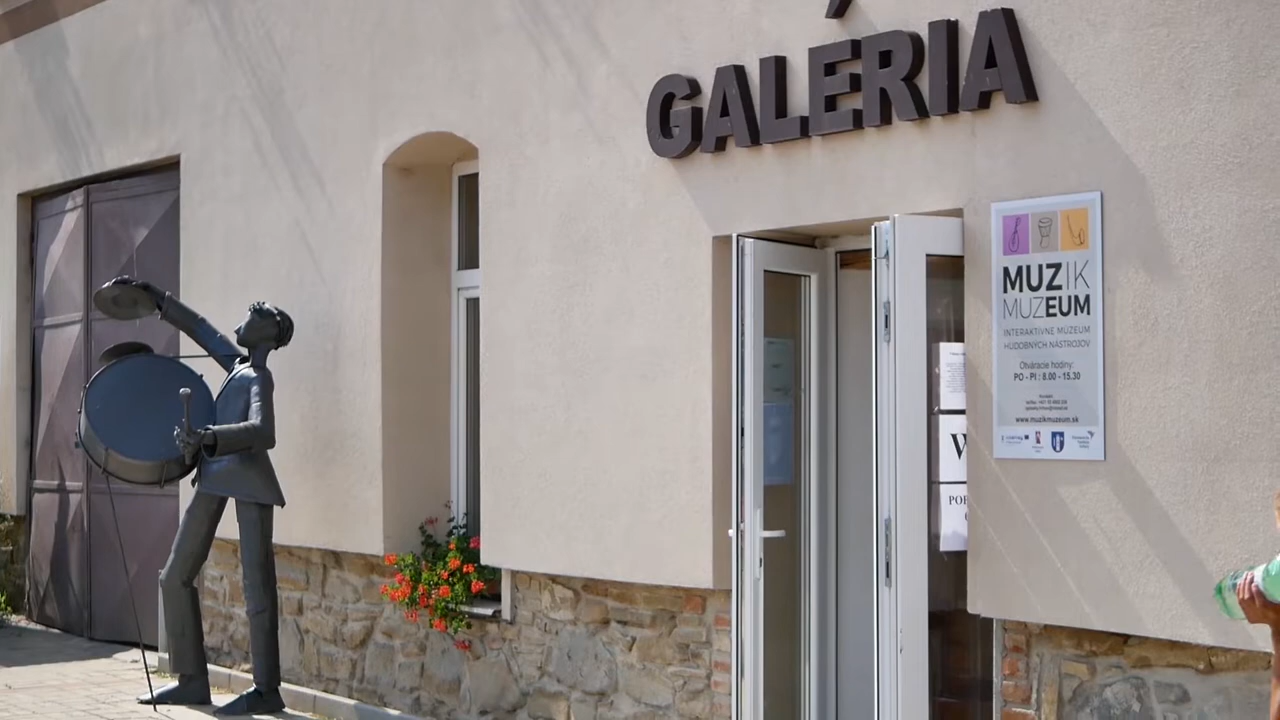 GALÉRIA
MUZIK
MUZEUM
INTERAKTÍVNE MÚZEUM
HUDOBNÝCH NÁSTROJOV
Otváracie hodiny:
PO - PI : 8.00 - 15.30
www.muzikmuzeum.sk
W